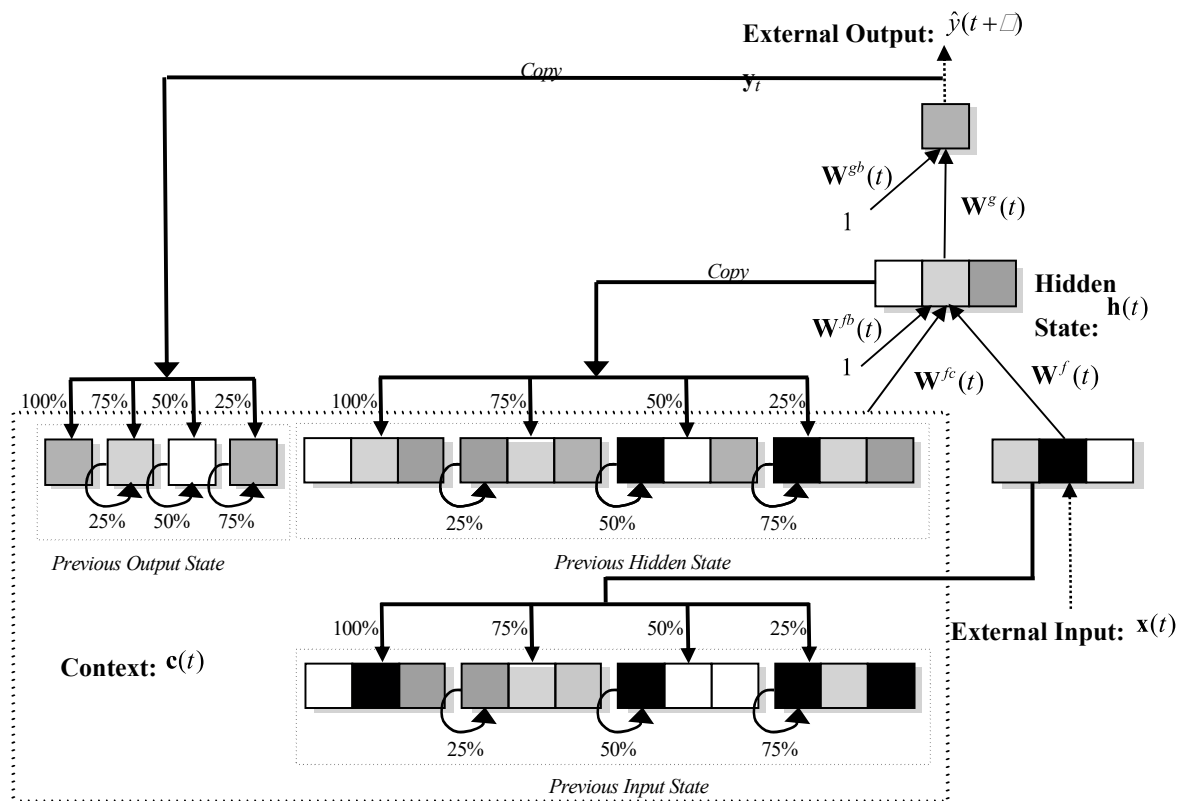 External Output: ŷ(t +□)
Copy
y_t
W^{gb}(t)
W^g(t)
1
Copy
Hidden
h(t)
State:
W^{fb}(t)
1
W^{fc}(t)
W^f(t)
100% 75% 50% 25%
100% 75% 50% 25%
25% 50% 75%
25% 50% 75%
Previous Output State
Previous Hidden State
100% 75% 50% 25%
External Input: x(t)
Context: c(t)
25% 50% 75%
Previous Input State